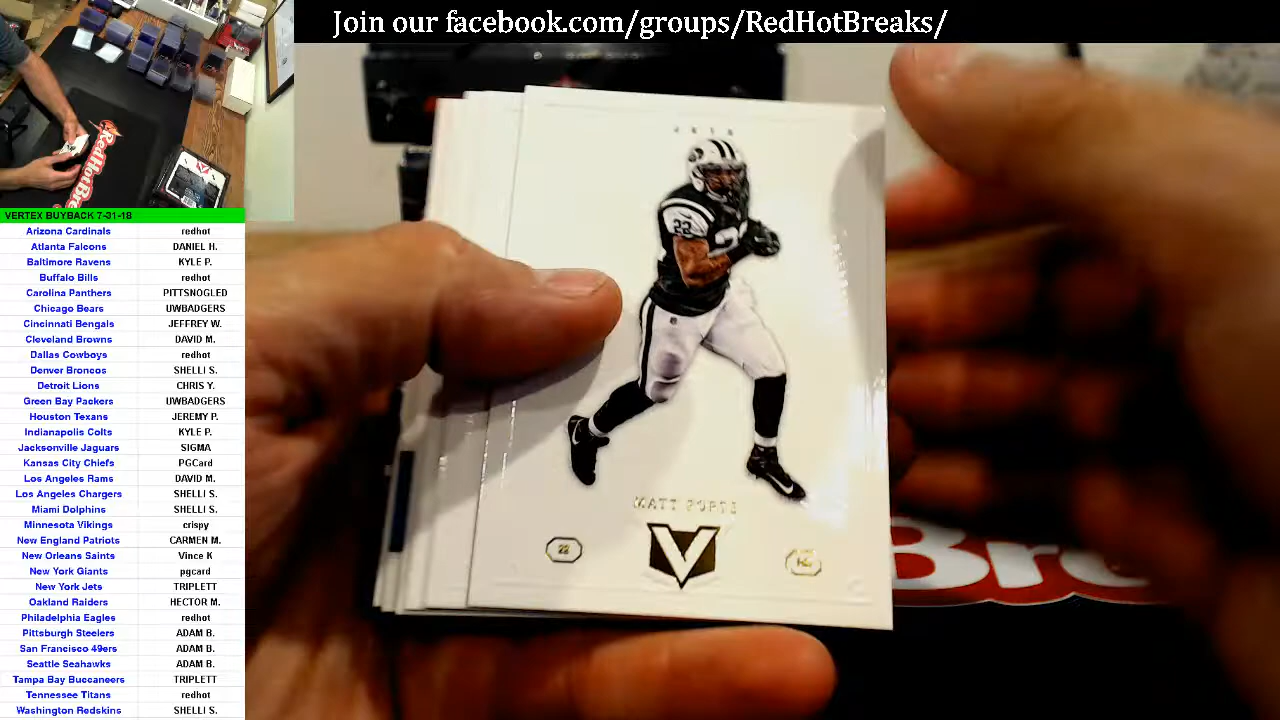 Join our facebook.com/groups/RedHotBreaks/
VERTEX BUYBACK 7-31-18
Arizona Cardinals redhot
Atlanta Falcons DANIEL H.
Baltimore Ravens KYLE P.
Buffalo Bills redhot
Carolina Panthers PITTSNOGLED
Chicago Bears UWBADGERS
Cincinnati Bengals JEFFREY W.
Cleveland Browns DAVID M.
Dallas Cowboys redhot
Denver Broncos SHELLI S.
Detroit Lions CHRIS Y.
Green Bay Packers UWBADGERS
Houston Texans JEREMY P.
Indianapolis Colts KYLE P.
Jacksonville Jaguars SIGMA
Kansas City Chiefs PGCard
Los Angeles Rams DAVID M.
Los Angeles Chargers SHELLI S.
Miami Dolphins SHELLI S.
Minnesota Vikings crispy
New England Patriots CARMEN M.
New Orleans Saints Vince K
New York Giants pgcard
New York Jets TRIPLETT
Oakland Raiders HECTOR M.
Philadelphia Eagles redhot
Pittsburgh Steelers ADAM B.
San Francisco 49ers ADAM B.
Seattle Seahawks ADAM B.
Tampa Bay Buccaneers TRIPLETT
Tennessee Titans redhot
Washington Redskins SHELLI S.
RedHotBre
22
MATT FORTE
V
22
Bre